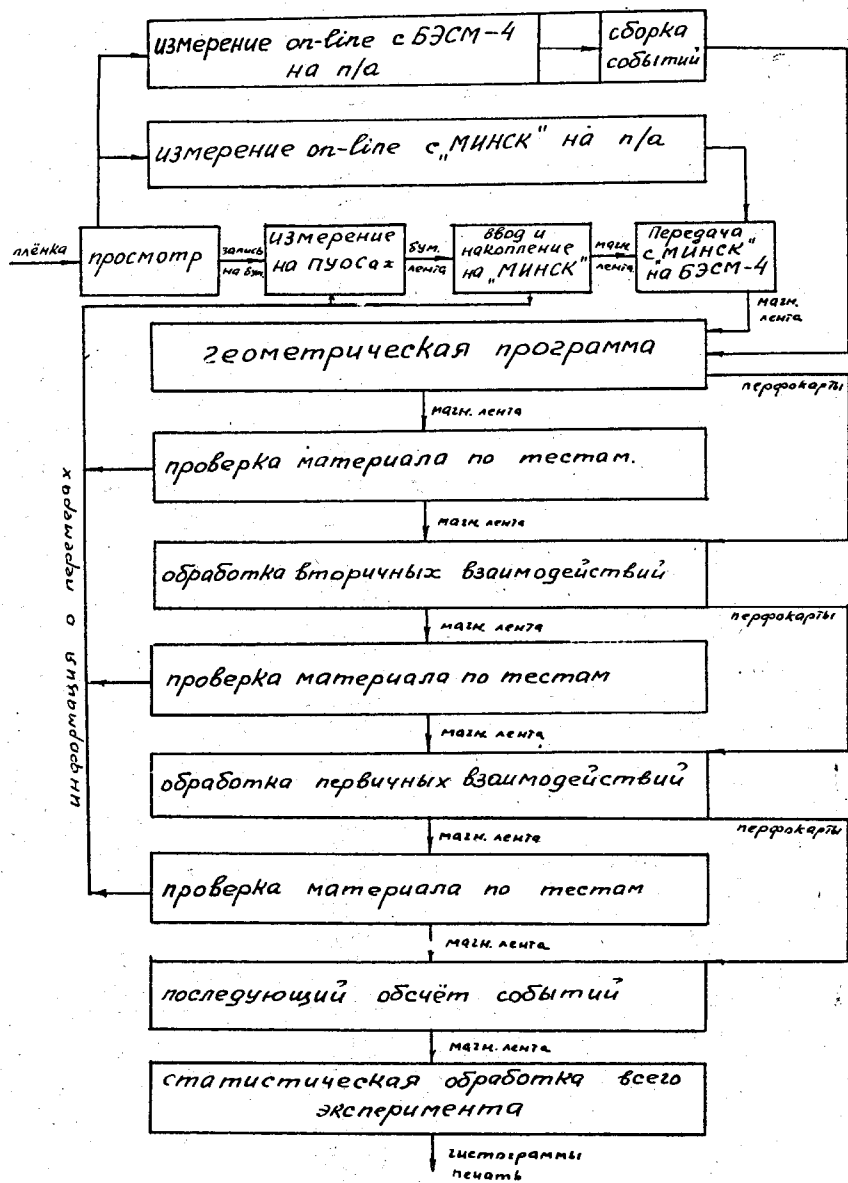 измерение on-line с БЭСМ-4
на п/а
сборка
событий
измерение on-line с „МИНСК" на п/а
плёнка
просмотр
запись
на бум.
измерение
на ПУОСах
бум.
лента
ввод и
накопление
на „МИНСК"
магн.
лента
Передача
с „МИНСК"
на БЭСМ-4
магн.
лента
геометрическая программа
перфокарты
магн. лента
проверка материала по тестам.
магн. лента
обработка вторичных взаимодействий
перфокарты
магн. лента
проверка материала по тестам
магн. лента
обработка первичных взаимодействий
перфокарты
магн. лента
проверка материала по тестам
магн. лента
последующий обсчёт событий
магн. лента
статистическая обработка всего
эксперимента
гистограммы
печать
информация о перемерах